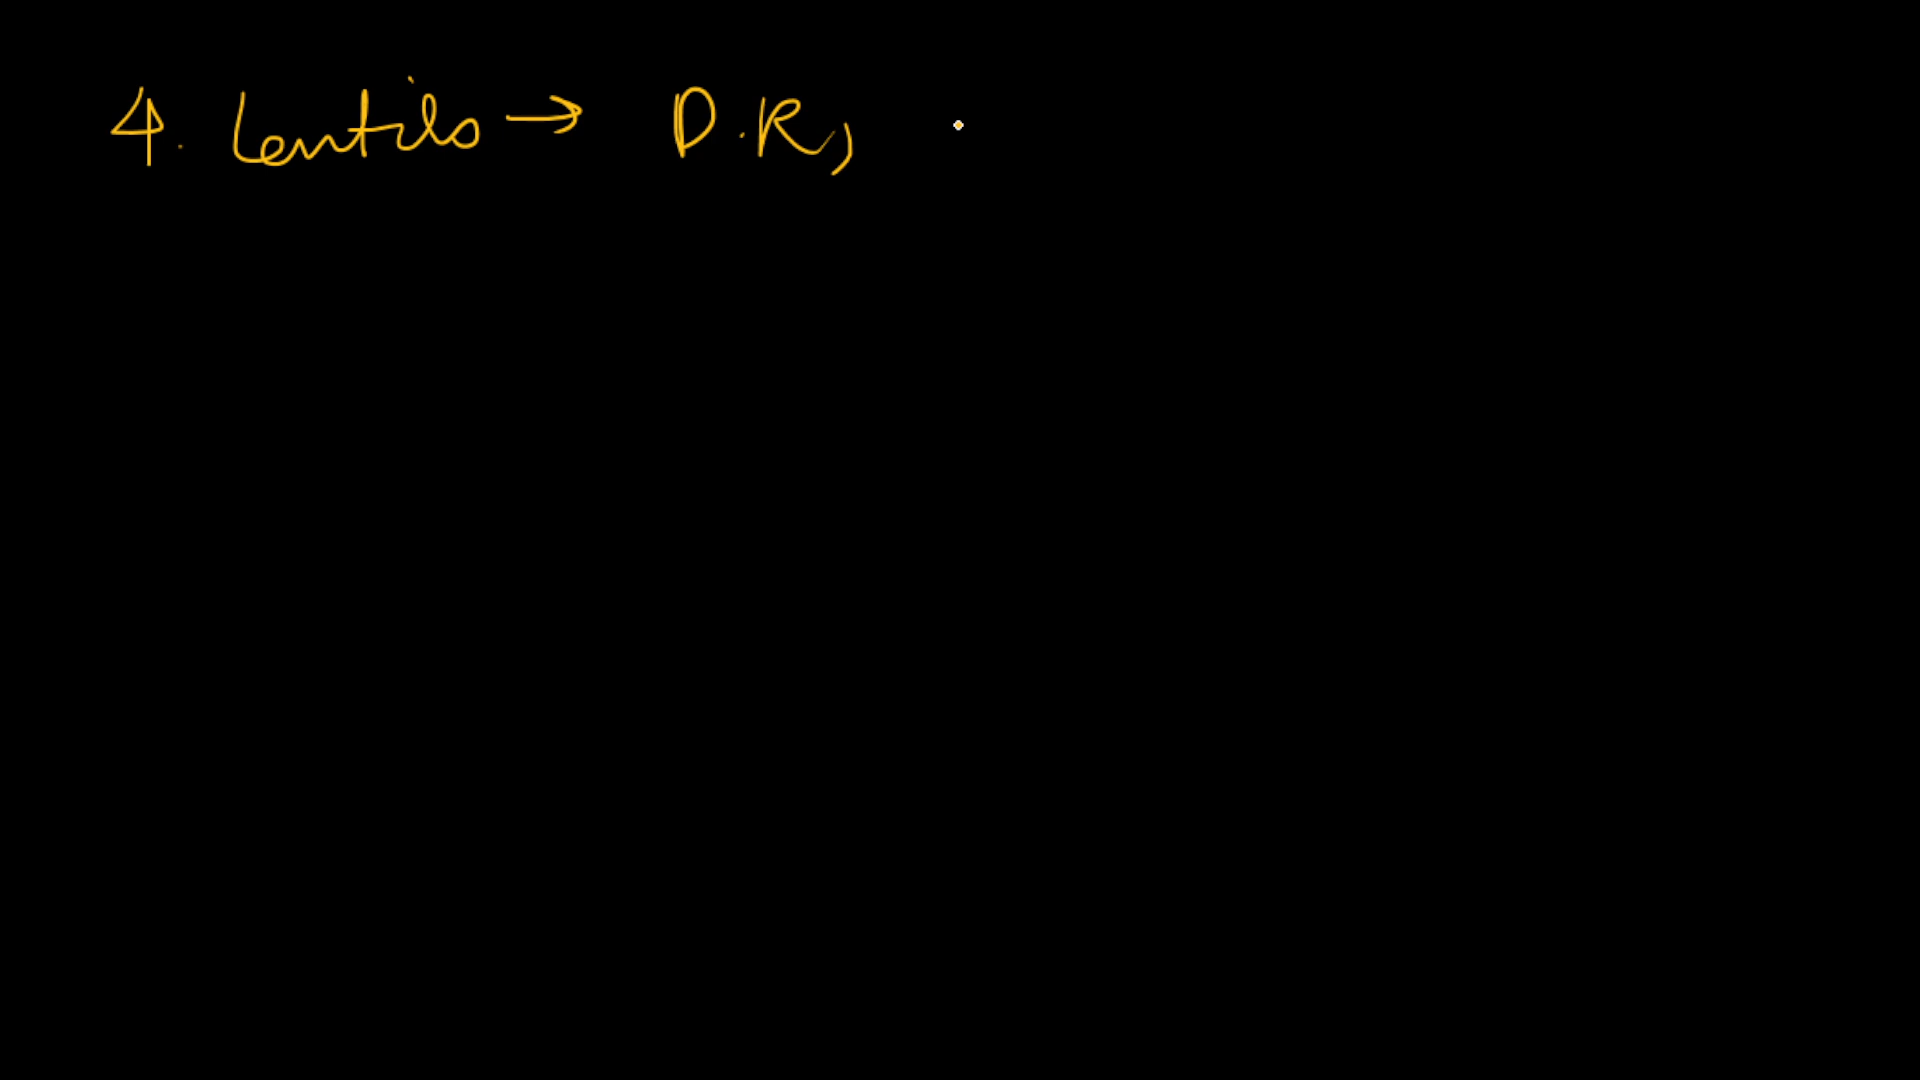 4. Lentils → D.R,